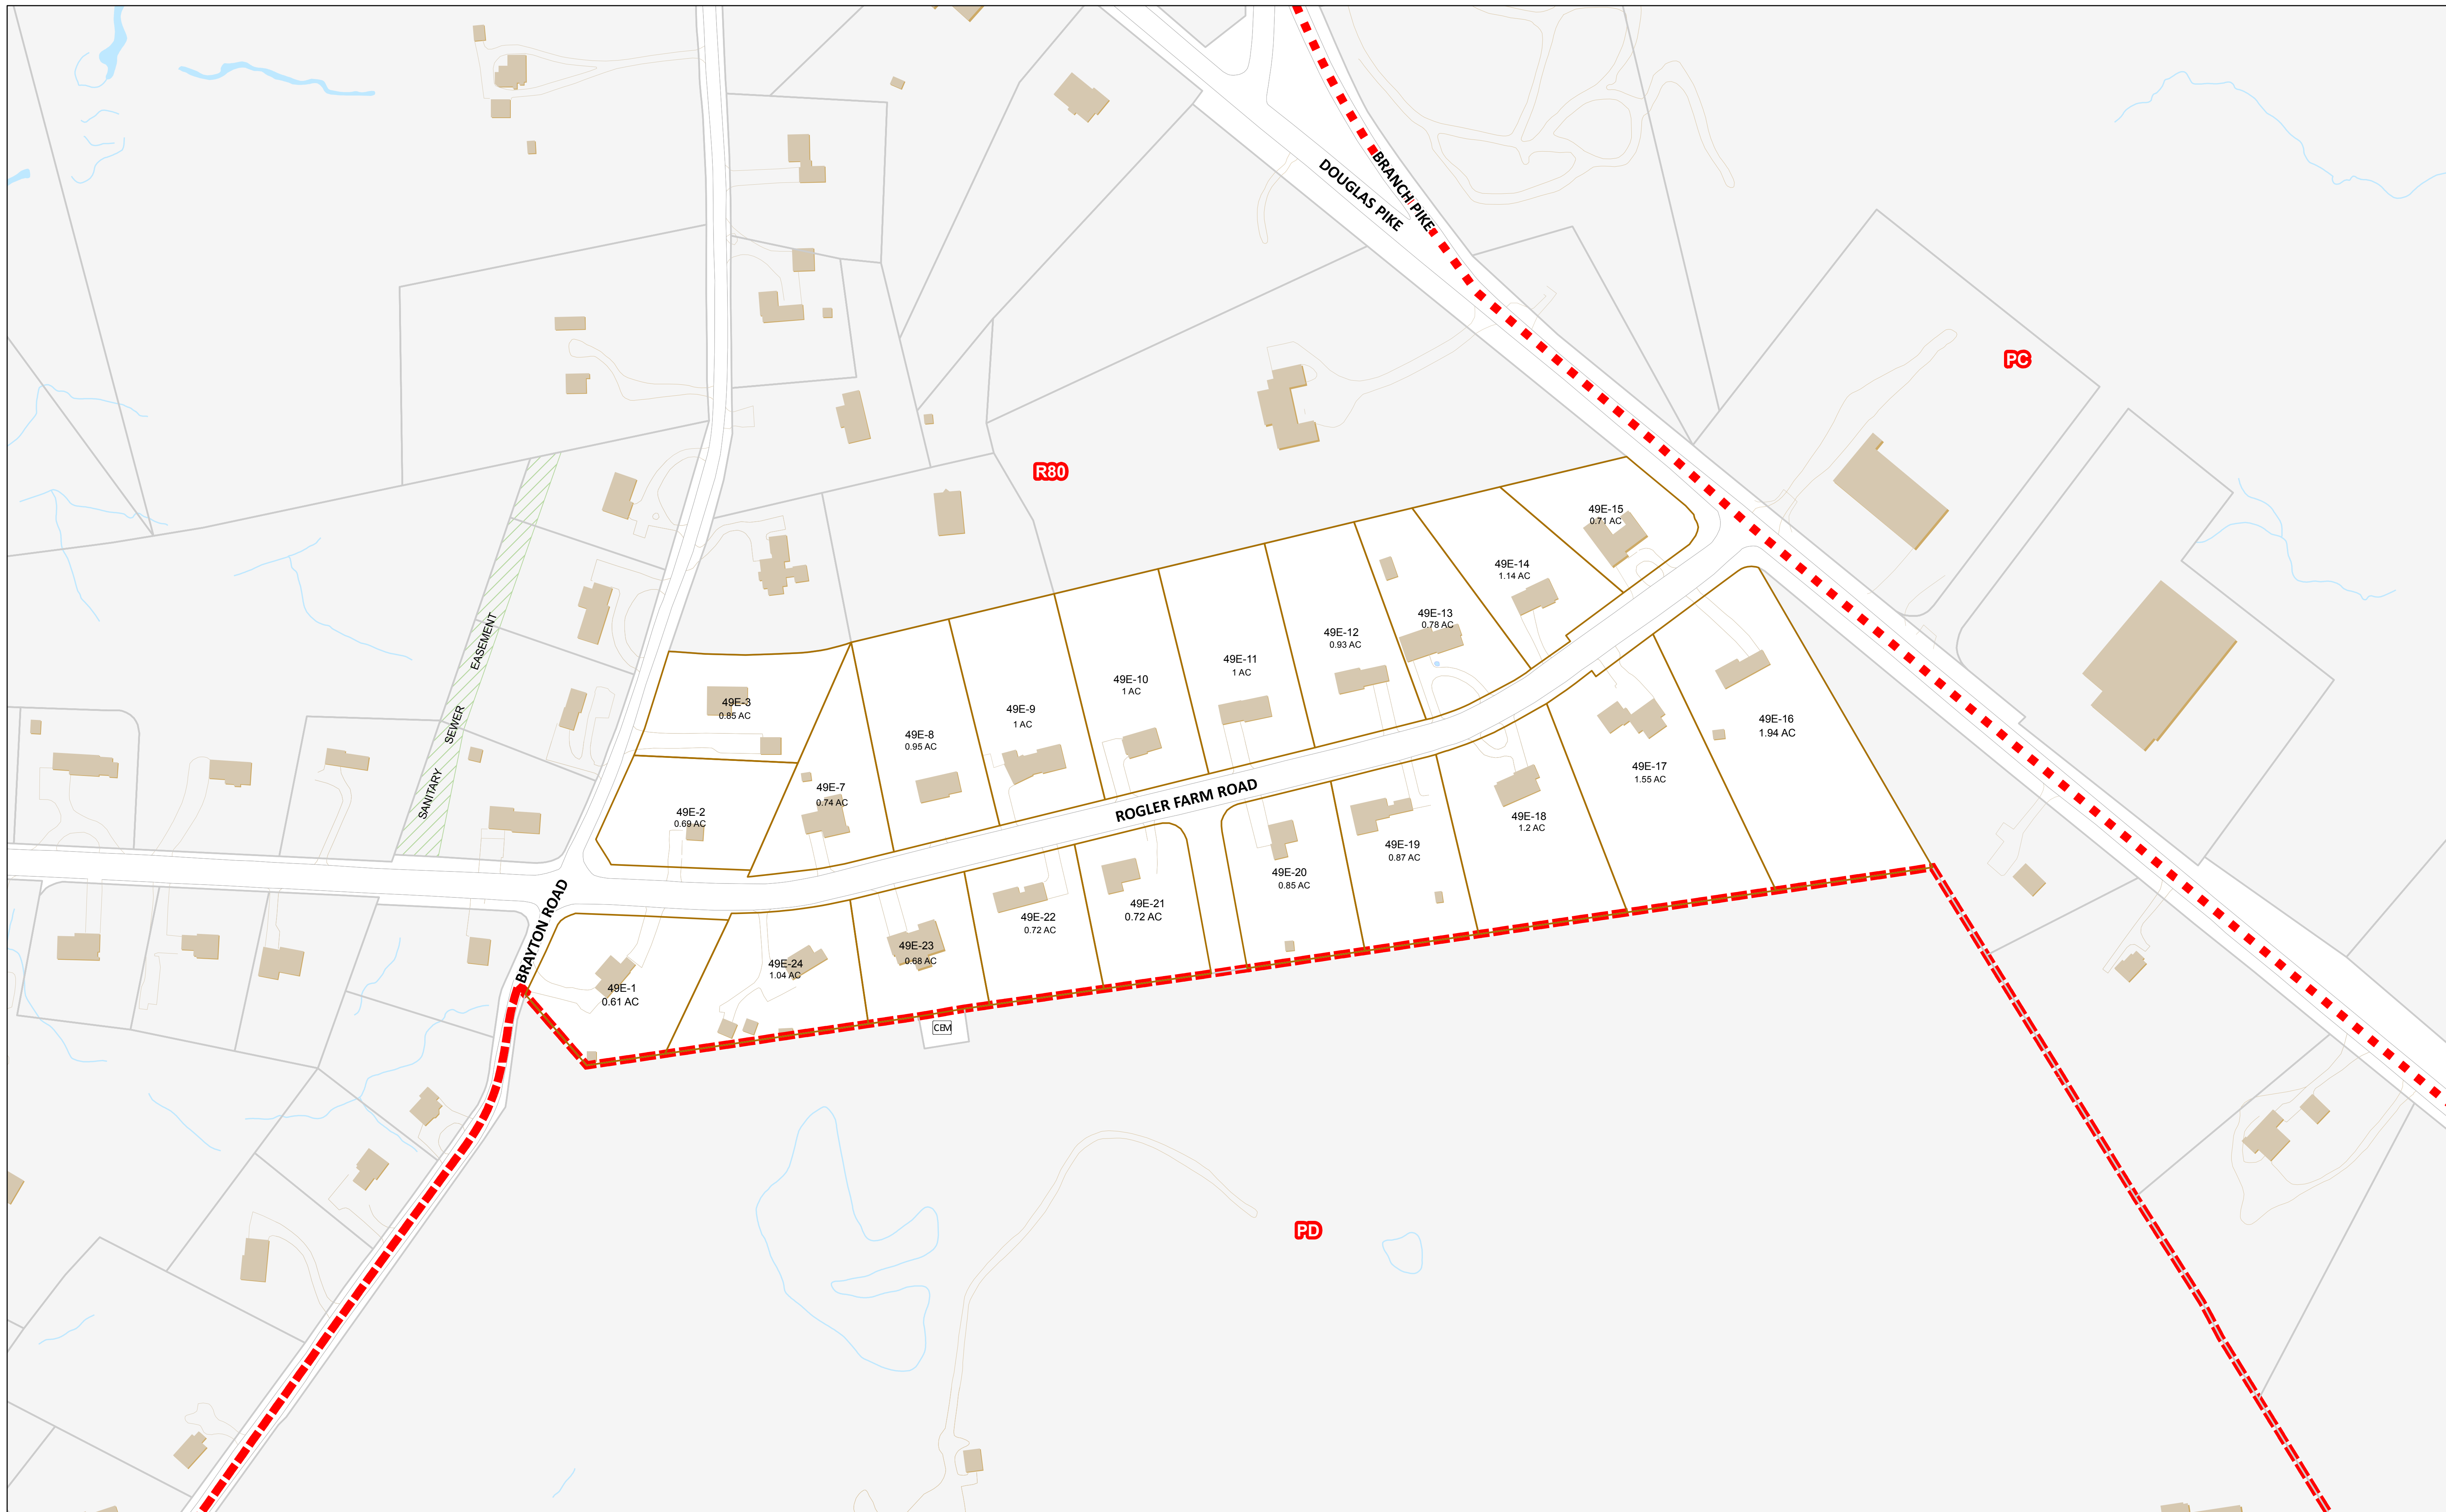 BRANCH PIKE
DOUGLAS PIKE
PC
R80
49E-15
0.71 AC
49E-14
1.14 AC
49E-13
0.78 AC
49E-12
0.93 AC
49E-11
1 AC
49E-10
1 AC
49E-9
1 AC
49E-8
0.95 AC
49E-3
0.85 AC
49E-7
0.74 AC
49E-2
0.69 AC
SANITARY SEWER EASEMENT
49E-16
1.94 AC
49E-17
1.55 AC
49E-18
1.2 AC
49E-19
0.87 AC
49E-20
0.85 AC
ROGLER FARM ROAD
49E-21
0.72 AC
49E-22
0.72 AC
49E-23
0.68 AC
49E-24
1.04 AC
49E-1
0.61 AC
BRAYTON ROAD
CEM
PD